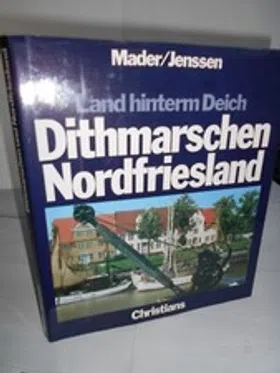 Mader/Jenssen
Land hinterm Deich
Dithmarschen
Nordfriesland
Christians